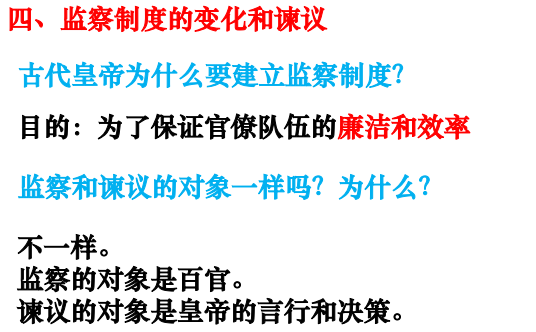 四、监察制度的变化和谏议
古代皇帝为什么要建立监察制度？
目的：为了保证官僚队伍的廉洁和效率
监察和谏议的对象一样吗？为什么？
不一样。
监察的对象是百官。
谏议的对象是皇帝的言行和决策。